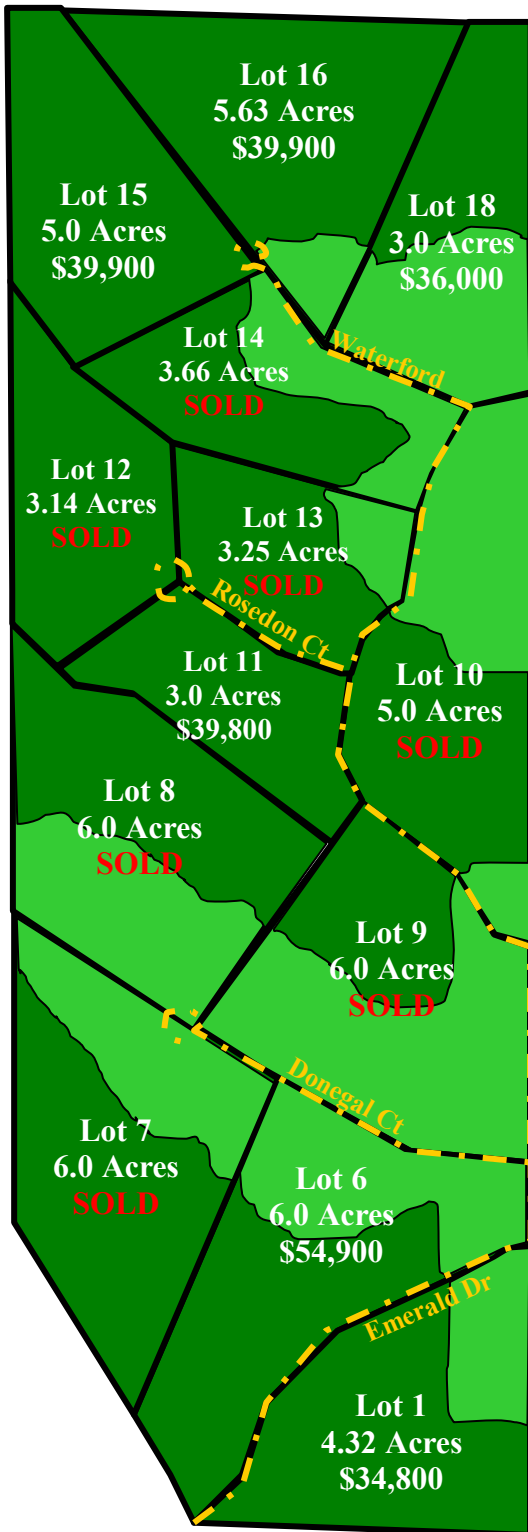 Lot 16
5.63 Acres
$39,900
Lot 15
5.0 Acres
$39,900
Lot 18
3.0 Acres
$36,000
Waterford
Lot 14
3.66 Acres
SOLD
Lot 12
3.14 Acres
SOLD
Lot 13
3.25 Acres
SOLD
Rosedon Ct
Lot 11
3.0 Acres
$39,800
Lot 10
5.0 Acres
SOLD
Lot 8
6.0 Acres
SOLD
Lot 9
6.0 Acres
SOLD
Donegal Ct
Lot 7
6.0 Acres
SOLD
Lot 6
6.0 Acres
$54,900
Emerald Dr
Lot 1
4.32 Acres
$34,800